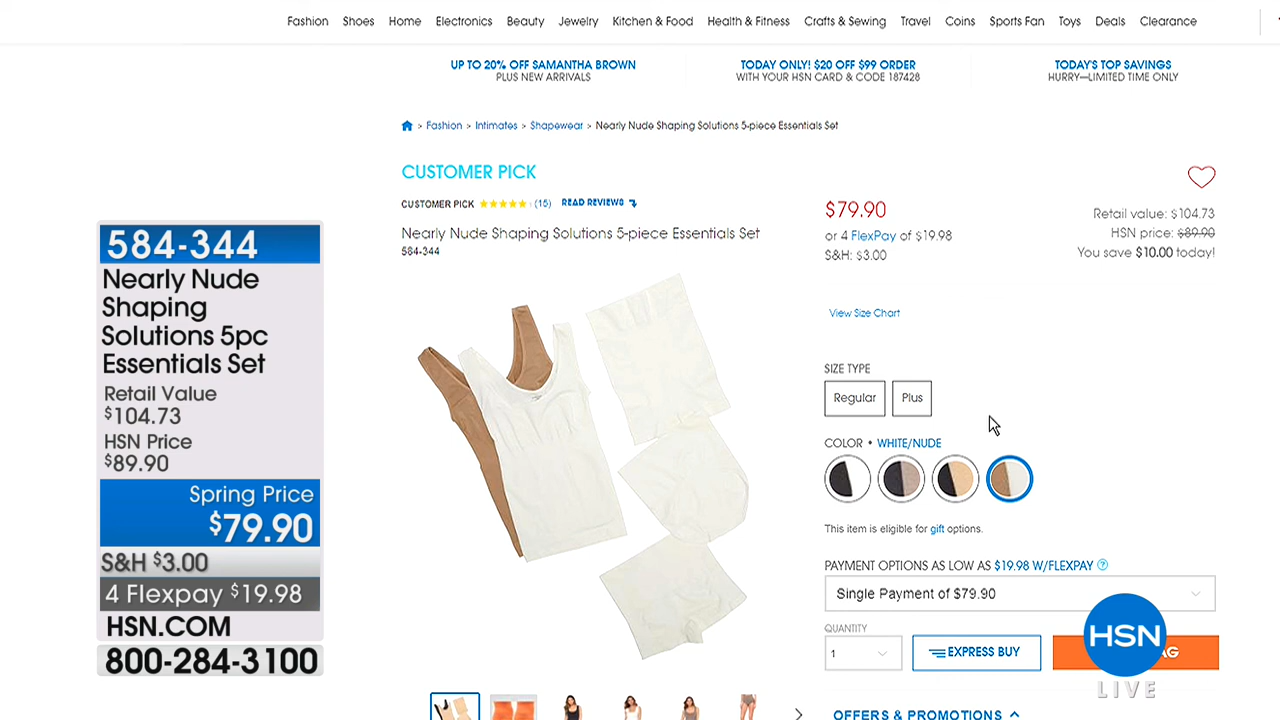 Fashion Shoes Home Electronics Beauty Jewelry Kitchen & Food Health & Fitness Crafts & Sewing Travel Coins Sports Fan Toys Deals Clearance
UP TO 20% OFF SAMANTHA BROWN
PLUS NEW ARRIVALS
TODAY ONLY! $20 OFF $99 ORDER
WITH YOUR HSN CARD & CODE 187428
TODAY'S TOP SAVINGS
HURRY—LIMITED TIME ONLY
> Fashion > Intimates > Shapewear > Nearly Nude Shaping Solutions 5-piece Essentials Set
CUSTOMER PICK
CUSTOMER PICK (15) READ REVIEWS
Nearly Nude Shaping Solutions 5-piece Essentials Set
584-344
$79.90
or 4 FlexPay of $19.98
S&H: $3.00
Retail value: $104.73
HSN price: $89.90
You save $10.00 today!
View Size Chart
SIZE TYPE
Regular Plus
COLOR • WHITE/NUDE
This item is eligible for gift options.
PAYMENT OPTIONS AS LOW AS $19.98 W/FLEXPAY ?
Single Payment of $79.90
QUANTITY
1
EXPRESS BUY
AG
OFFERS & PROMOTIONS
584-344
Nearly Nude
Shaping
Solutions 5pc
Essentials Set
Retail Value
$104.73
HSN Price
$89.90
Spring Price
$79.90
S&H $3.00
4 Flexpay $19.98
HSN.COM
800-284-3100
HSN
LIVE